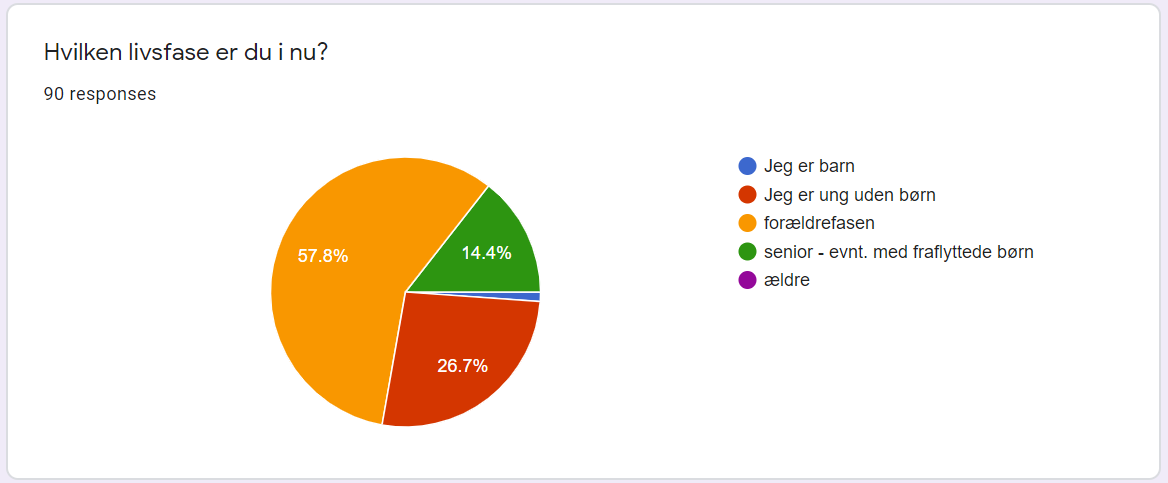 Hvilken livsfase er du i nu?
90 responses
57.8%
14.4%
26.7%
Jeg er barn
Jeg er ung uden børn
forældrefasen
senior - evnt. med fraflyttede børn
ældre